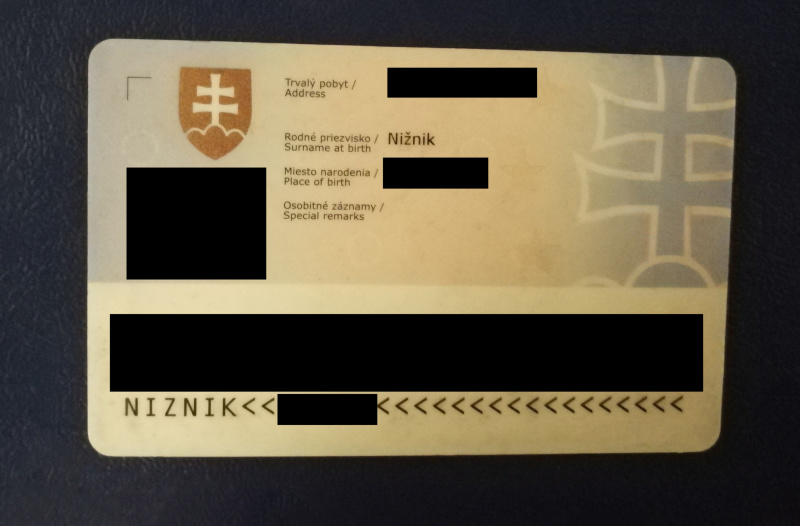 Trvalý pobyt /
Address
Rodné priezvisko / Nižnik
Surname at birth
Miesto narodenia /
Place of birth
Osobitné záznamy /
Special remarks
NIZNIK<< <<<<<<<<<<<<<<<<<